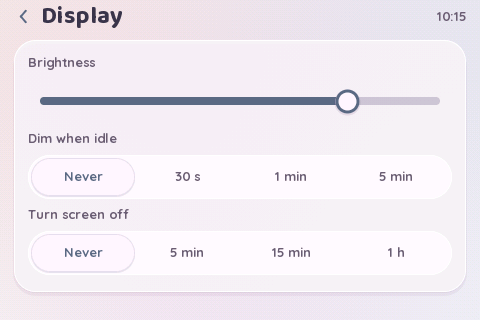 Display
10:15
Brightness
Dim when idle
Never 30 s 1 min 5 min
Turn screen off
Never 5 min 15 min 1 h